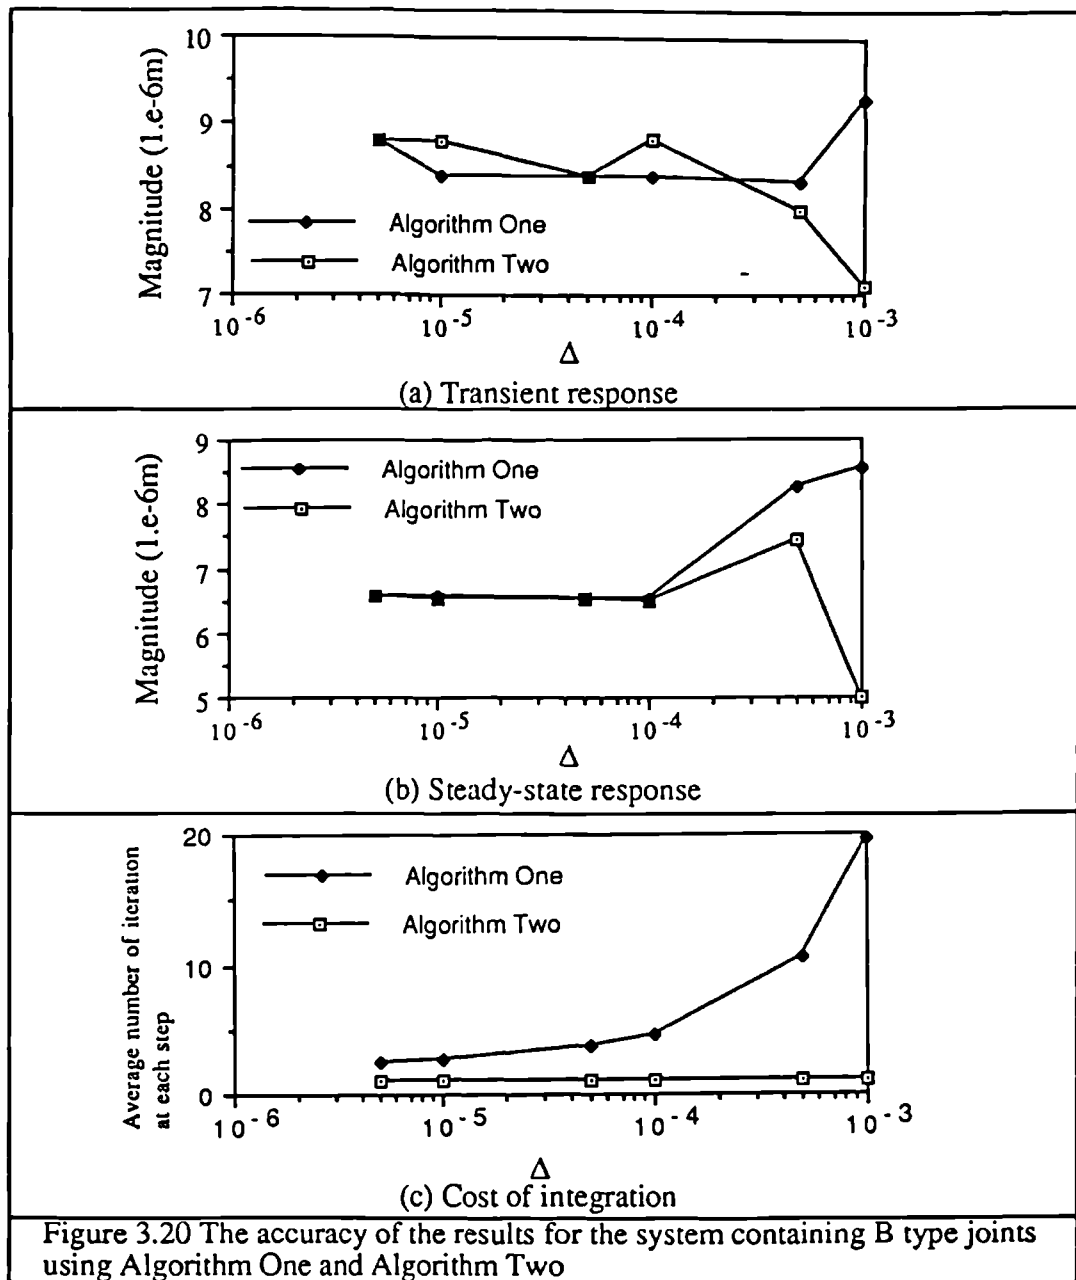 10
9
8
7
Magnitude (1.e-6m)
Algorithm One
Algorithm Two
10-6
10-5
10-4
10-3
Δ
(a) Transient response
9
8
7
6
5
Magnitude (1.e-6m)
Algorithm One
Algorithm Two
10-6
10-5
10-4
10-3
Δ
(b) Steady-state response
20
10
0
Average number of iteration
at each step
Algorithm One
Algorithm Two
10-6
10-5
10-4
10-3
Δ
(c) Cost of integration
Figure 3.20 The accuracy of the results for the system containing B type joints
using Algorithm One and Algorithm Two